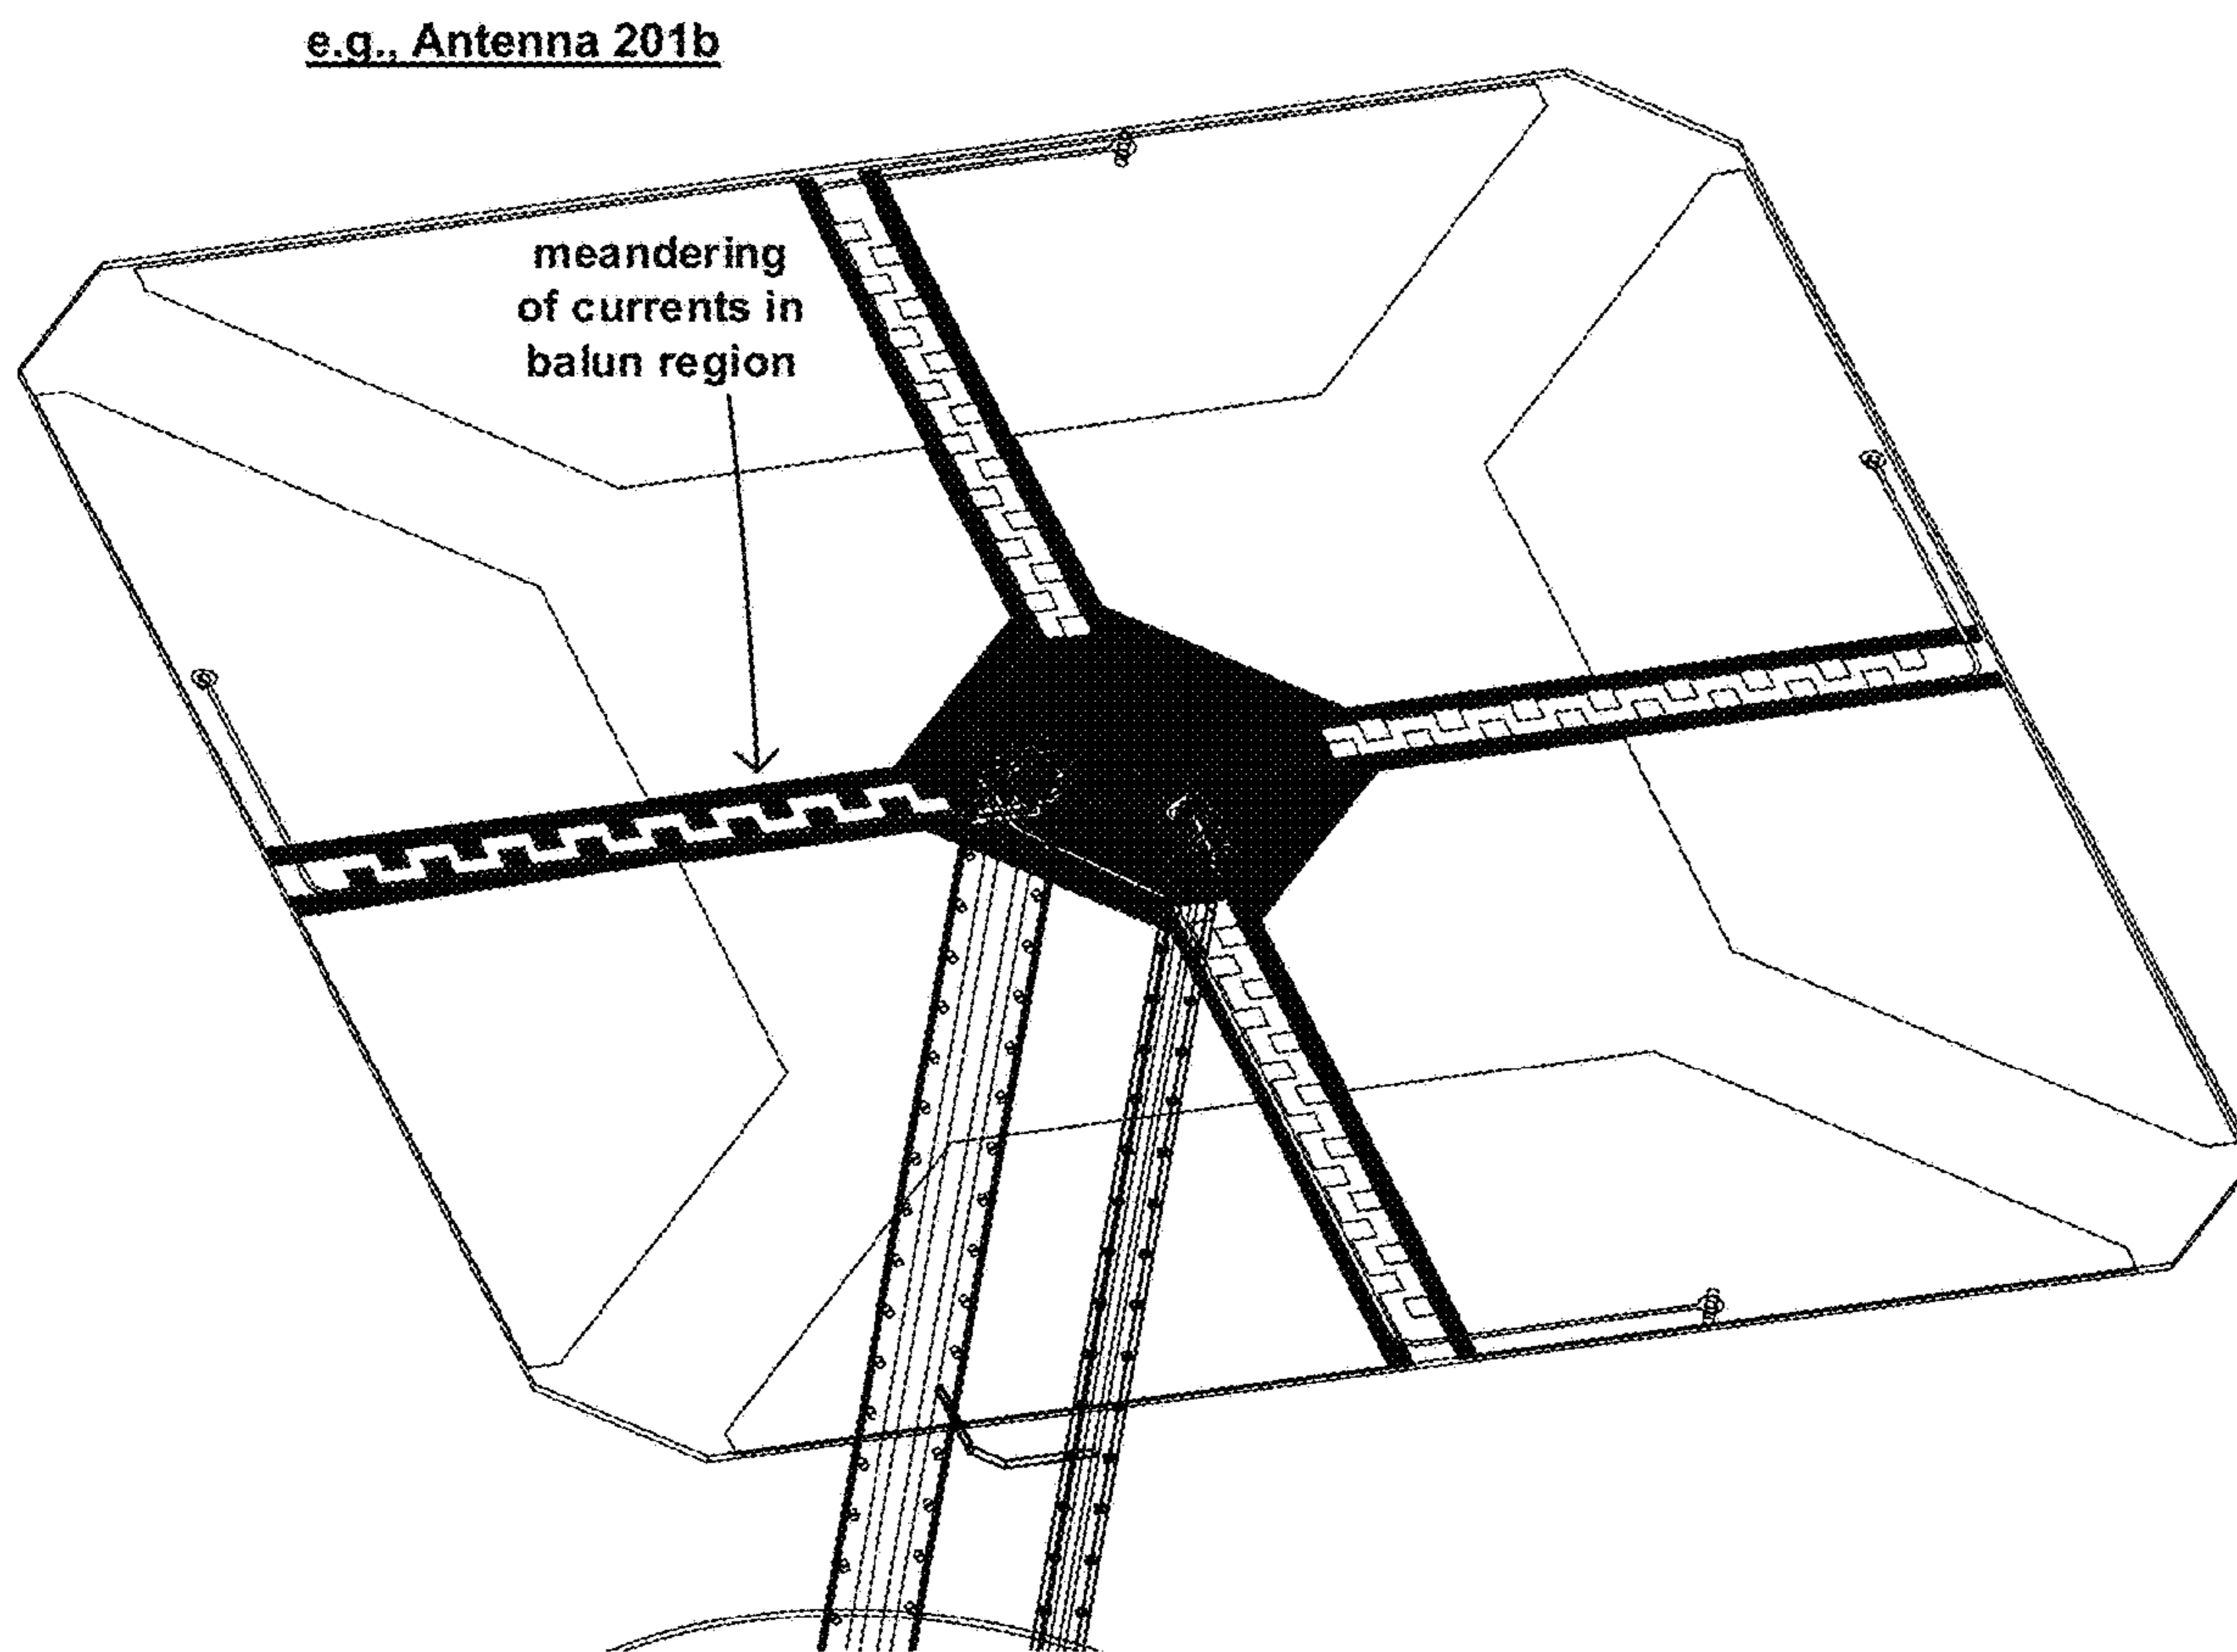 e.g., Antenna 201b
meandering
of currents in
balun region